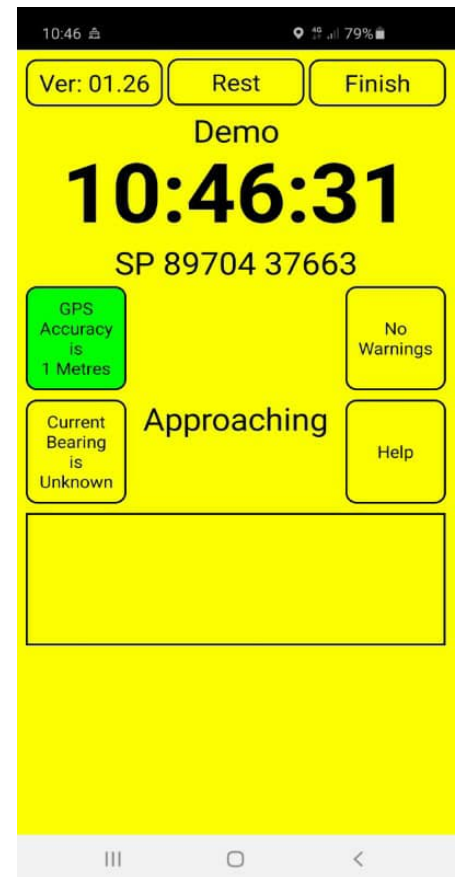 10:46 4G 79%
Ver: 01.26 Rest Finish
Demo
10:46:31
SP 89704 37663
GPS
Accuracy
is
1 Metres
No
Warnings
Current
Bearing
is
Unknown
Approaching
Help